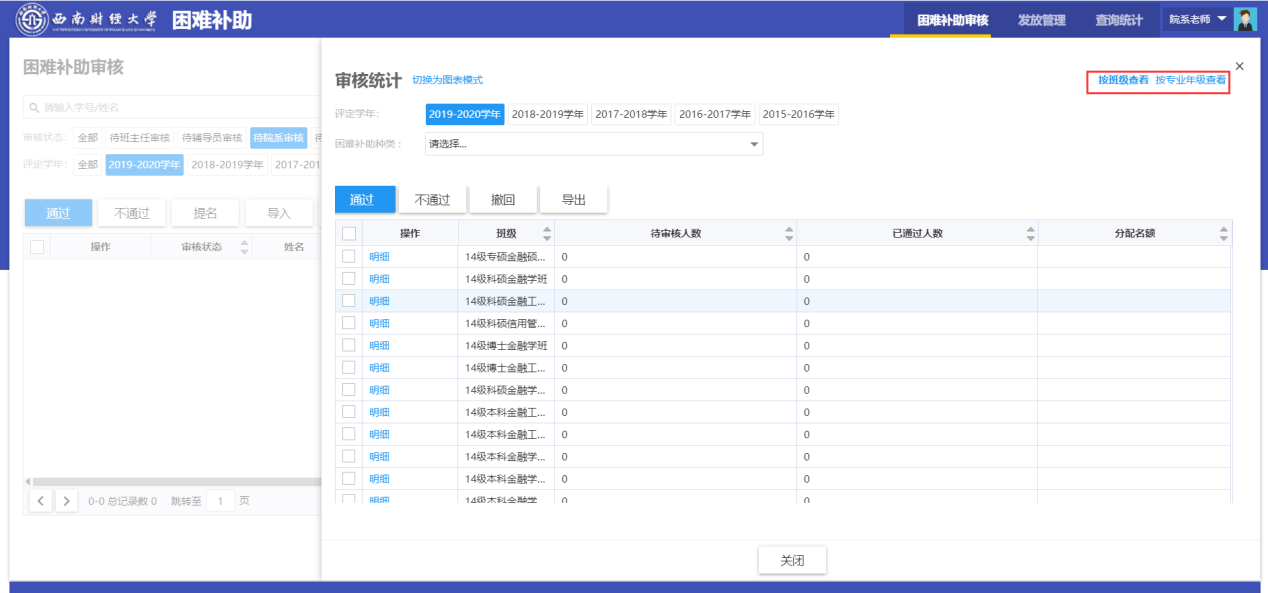 西南财经大学 困难补助 困难补助审核 发放管理 查询统计 院系老师
困难补助审核
请输入学号/姓名
审核状态: 全部 待班主任审核 待辅导员审核 待院系审核
评定学年: 全部 2019-2020学年 2018-2019学年 2017-201
通过 不通过 提名 导入
操作 审核状态 姓名
0-0 总记录数 0 跳转至 1 页
审核统计 切换为图表模式
按班级查看 按专业年级查看
评定学年: 2019-2020学年 2018-2019学年 2017-2018学年 2016-2017学年 2015-2016学年
困难补助种类: 请选择...
通过 不通过 撤回 导出
操作 班级 待审核人数 已通过人数 分配名额
明细 14级专硕金融硕... 0 0
明细 14级科硕金融学班 0 0
明细 14级科硕金融工... 0 0
明细 14级科硕信用管... 0 0
明细 14级博士金融学班 0 0
明细 14级博士金融工... 0 0
明细 14级科硕金融学... 0 0
明细 14级本科金融工... 0 0
明细 14级本科金融工... 0 0
明细 14级本科金融学... 0 0
明细 14级本科金融学... 0 0
明细 14级本科金融学... 0 0
关闭